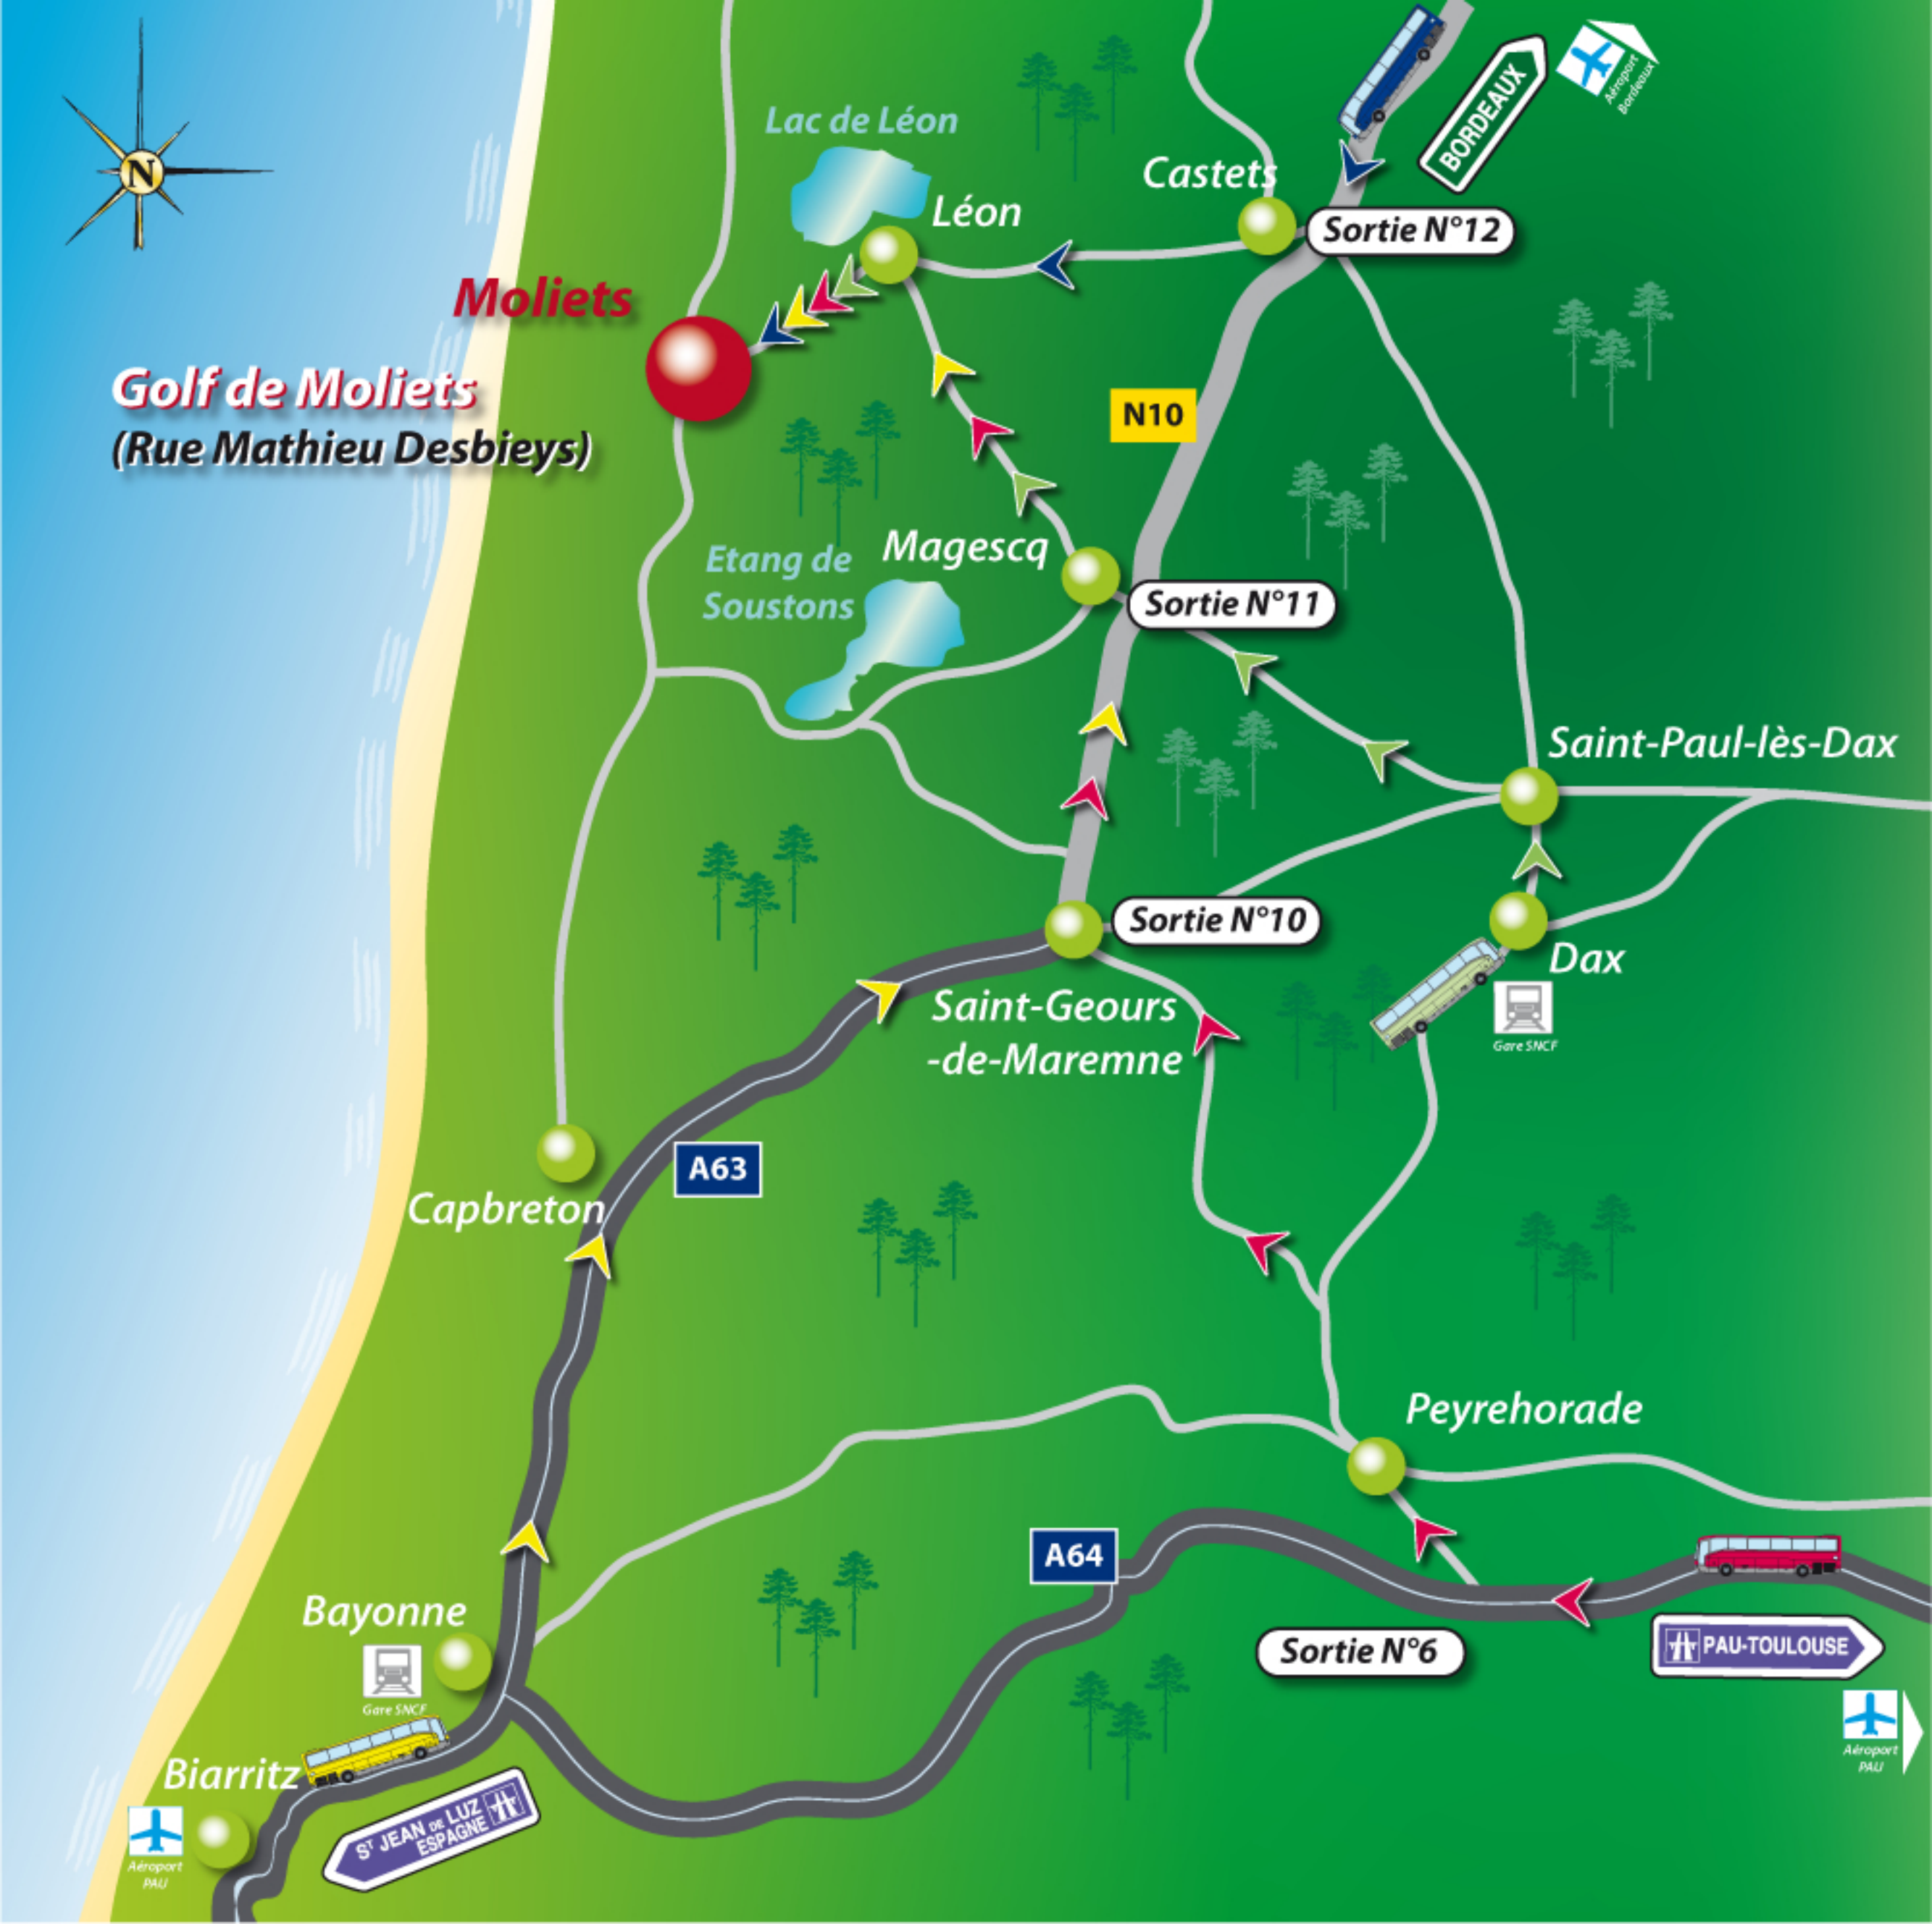 N
BORDEAUX
Aéroport
Bordeaux
Lac de Léon
Castets
Léon
Sortie N°12
Moliets
Golf de Moliets
(Rue Mathieu Desbieys)
N10
Magescq
Etang de
Soustons
Sortie N°11
Saint-Paul-lès-Dax
Sortie N°10
Dax
Gare SNCF
Saint-Geours
-de-Maremne
A63
Capbreton
Peyrehorade
A64
Bayonne
Gare SNCF
Sortie N°6
PAU-TOULOUSE
Aéroport
PAU
Biarritz
Aéroport
PAU
ST JEAN DE LUZ
ESPAGNE